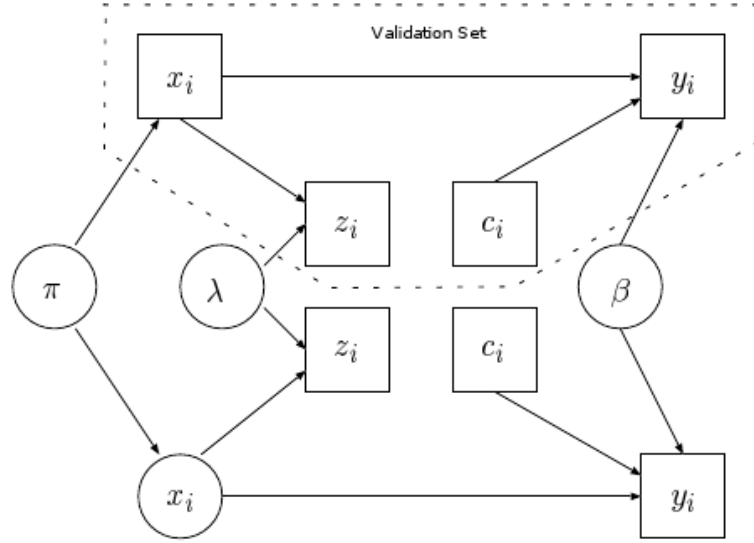 Validation Set
x_i
y_i
z_i
c_i
π
λ
β
z_i
c_i
x_i
y_i